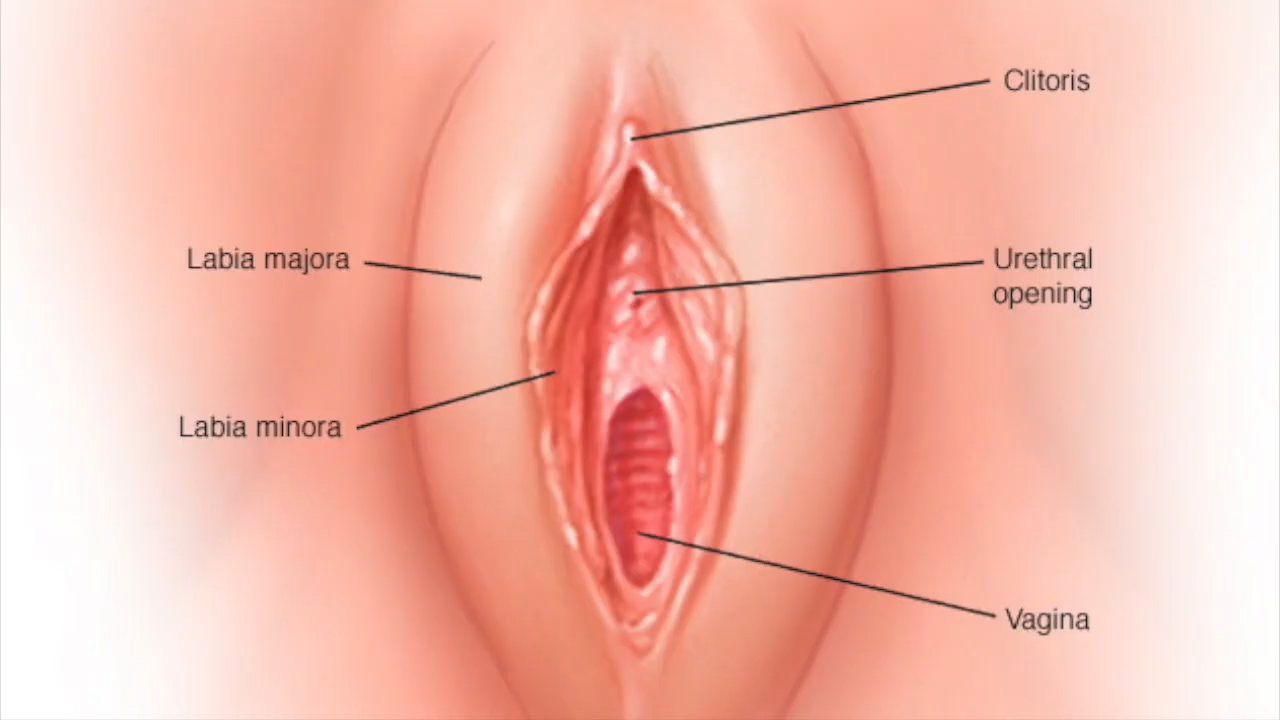 Clitoris
Labia majora
Urethral
opening
Labia minora
Vagina